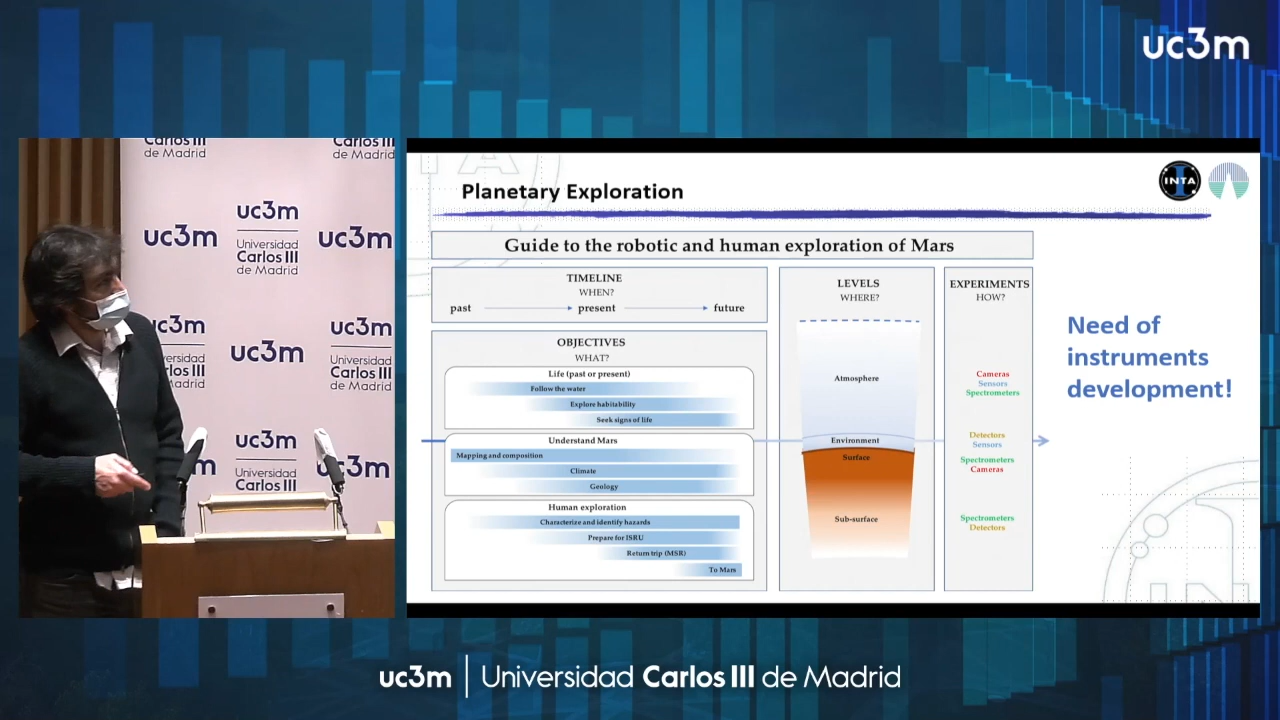 uc3m
Carlos III
de Madrid
Carlos III
de Madrid
uc3m
Universidad
Carlos III
de Madrid
uc3m
uc3m
uc3m
uc3m
uc3m
Universidad
Carlos III
de Madrid
uc3m
Universidad
Carlos III
uc3m
Planetary Exploration
INTA
Guide to the robotic and human exploration of Mars
TIMELINE
WHEN?
past
present
future
OBJECTIVES
WHAT?
Life (past or present)
Follow the water
Explore habitability
Seek signs of life
Understand Mars
Mapping and composition
Climate
Geology
Human exploration
Characterize and identify hazards
Prepare for ISRU
Return trip (MSR)
To Mars
LEVELS
WHERE?
Atmosphere
Environment
Surface
Sub-surface
EXPERIMENTS
HOW?
Cameras
Sensors
Spectrometers
Detectors
Sensors
Spectrometers
Cameras
Spectrometers
Detectors
Need of
instruments
development!
uc3m | Universidad Carlos III de Madrid